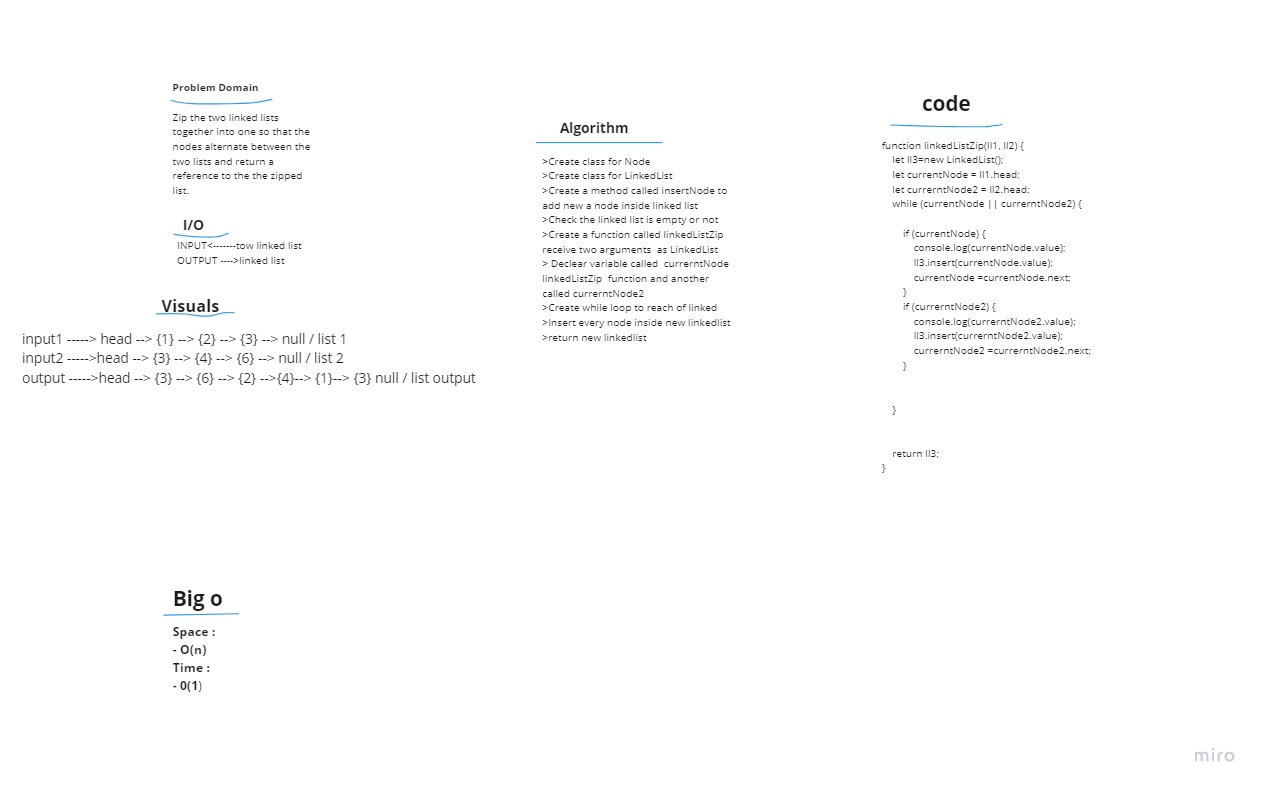 Problem Domain
Zip the two linked lists
together into one so that the
nodes alternate between the
two lists and return a
reference to the the zipped
list.
I/O
INPUT<-------tow linked list
OUTPUT ---->linked list
Visuals
input1 -----> head --> {1} --> {2} --> {3} --> null / list 1
input2 ----->head --> {3} --> {4} --> {6} --> null / list 2
output ----->head --> {3} --> {6} --> {2} -->{4}--> {1}--> {3} null / list output
Big o
Space :
- O(n)
Time :
- 0(1)
Algorithm
>Create class for Node
>Create class for LinkedList
>Create a method called insertNode to
add new a node inside linked list
>Check the linked list is empty or not
>Create a function called linkedListZip
receive two arguments  as LinkedList
> Declear variable called  currerntNode
linkedListZip  function and another
called currerntNode2
>Create while loop to reach of linked
>Insert every node inside new linkedlist
>return new linkedlist
code
function linkedListZip(ll1, ll2) {
let ll3=new LinkedList();
let currentNode = ll1.head;
let currerntNode2 = ll2.head;
while (currentNode || currerntNode2) {
if (currentNode) {
console.log(currentNode.value);
ll3.insert(currentNode.value);
currentNode =currentNode.next;
}
if (currerntNode2) {
console.log(currerntNode2.value);
ll3.insert(currerntNode2.value);
currerntNode2 =currerntNode2.next;
}
}
return ll3;
}
miro